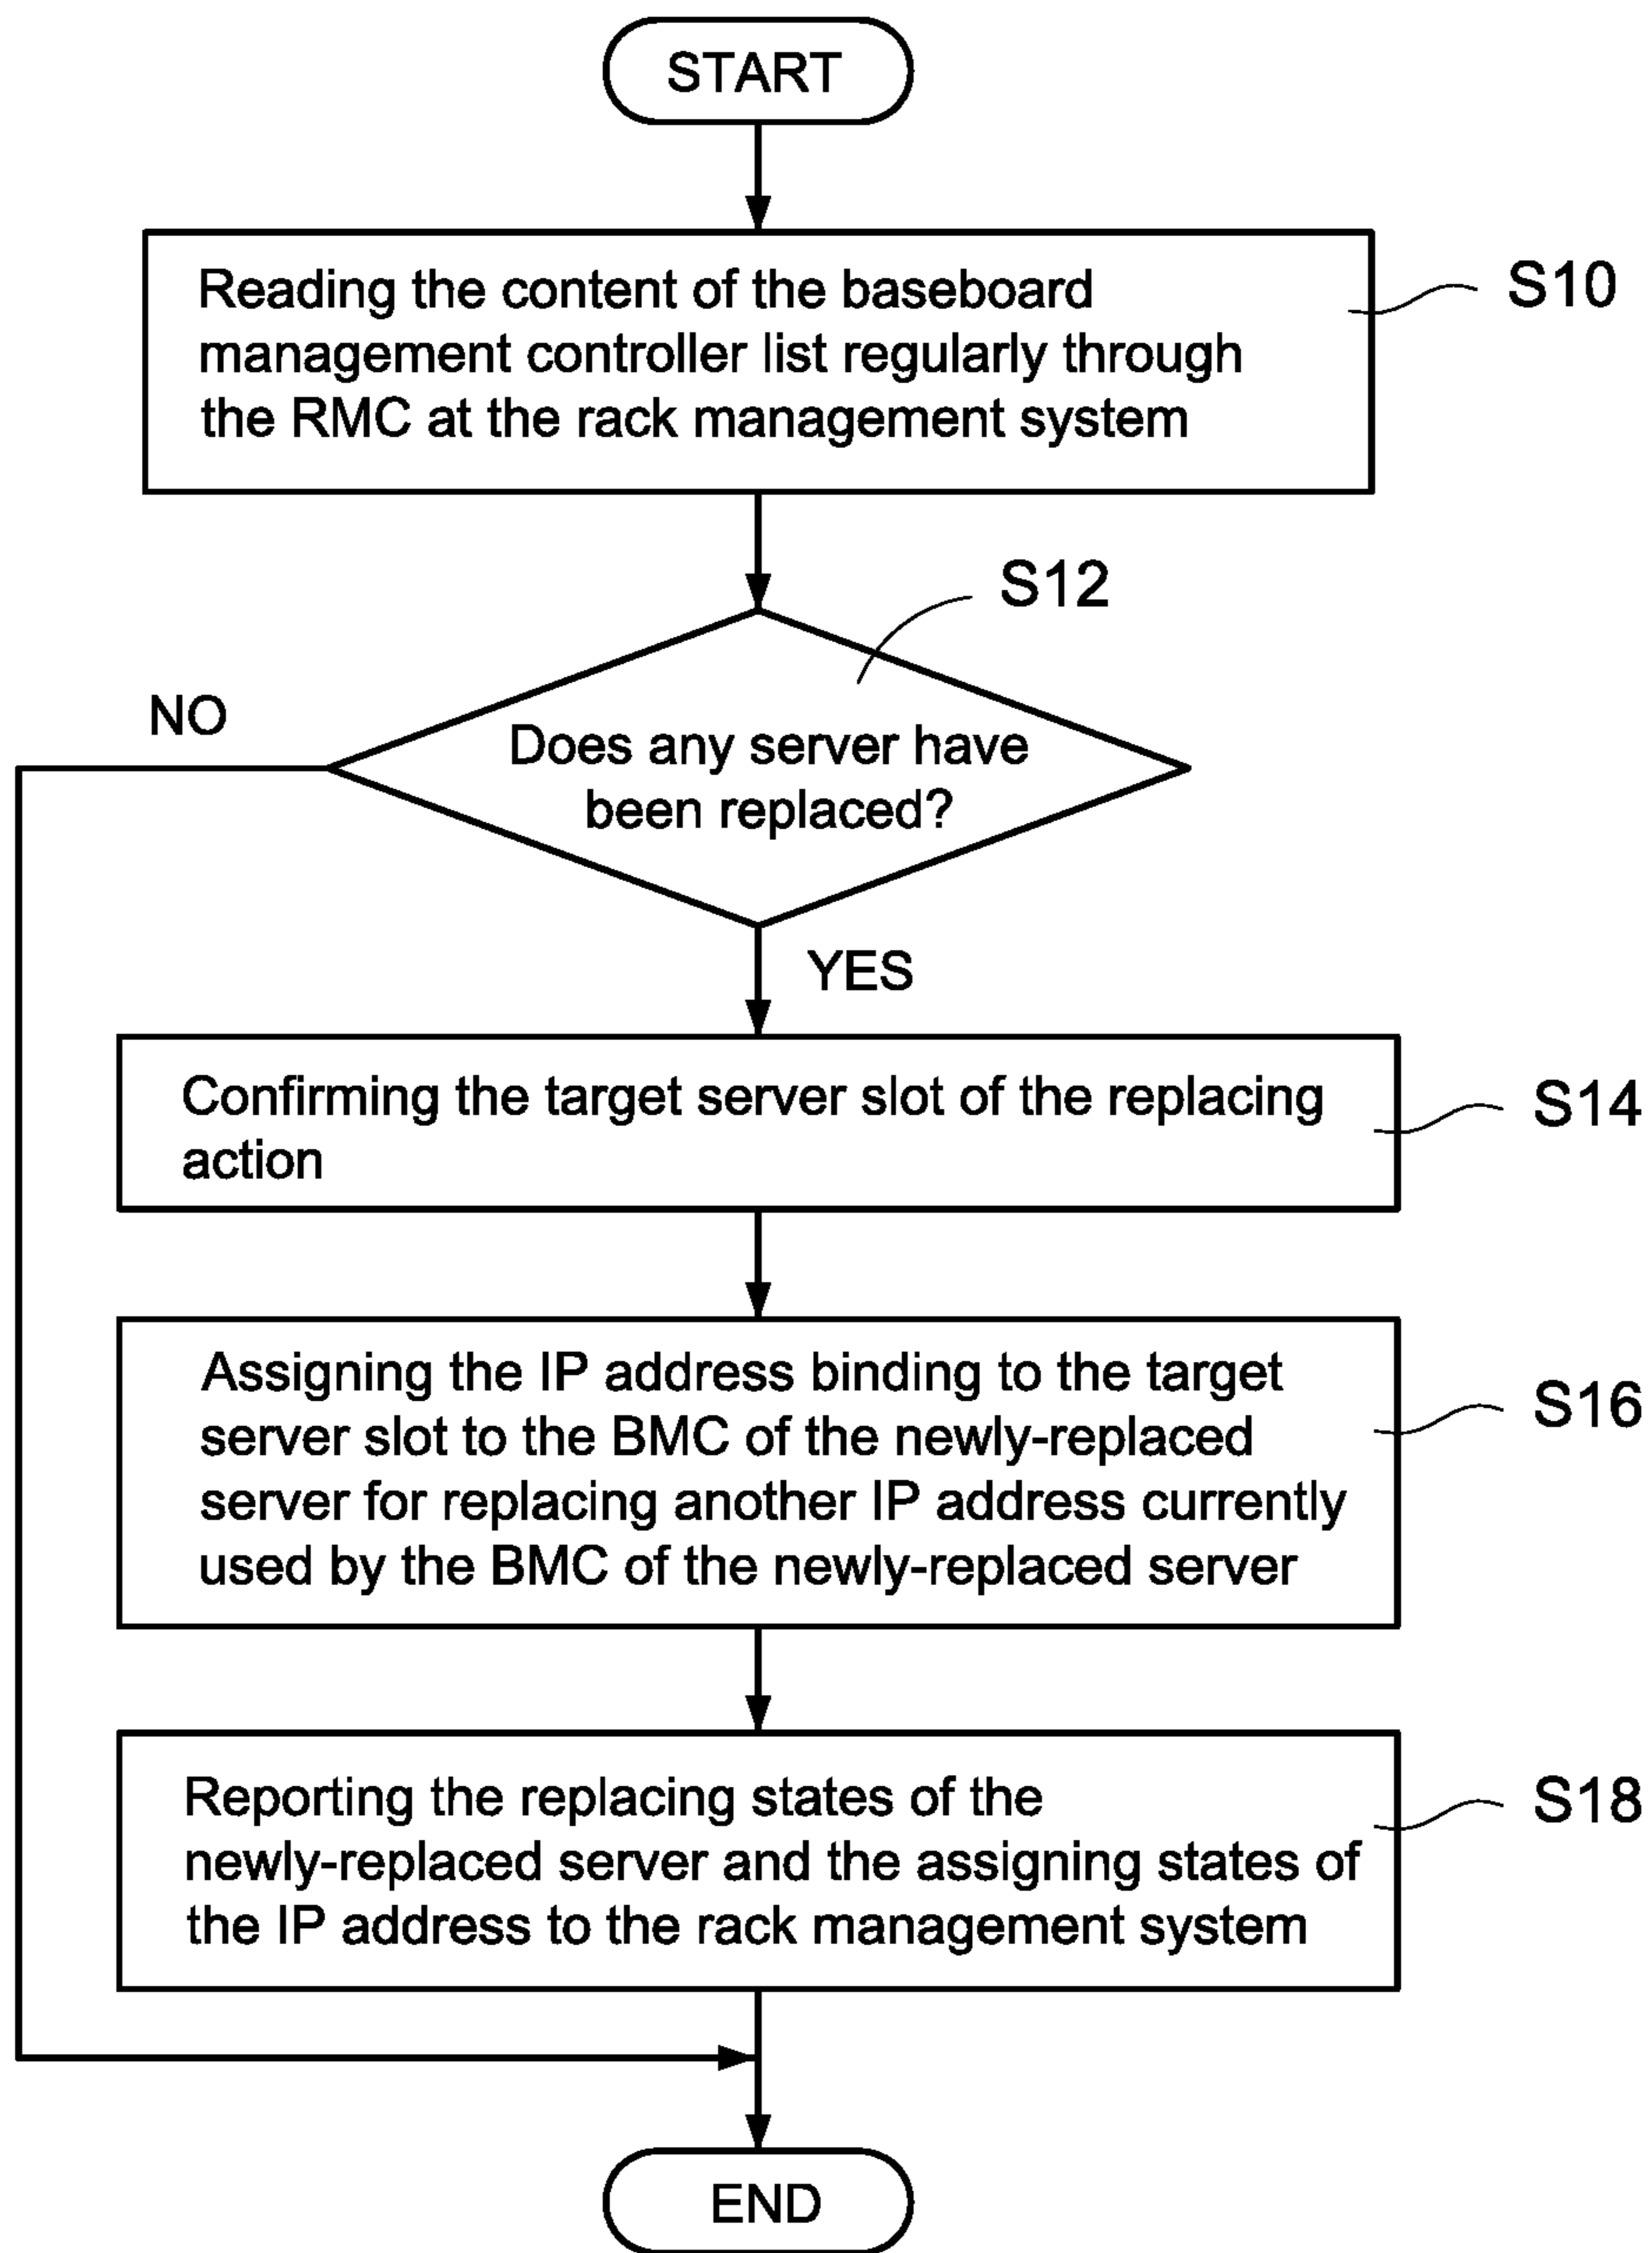 START
Reading the content of the baseboard
management controller list regularly through
the RMC at the rack management system
S10
S12
NO
Does any server have
been replaced?
YES
Confirming the target server slot of the replacing
action
S14
Assigning the IP address binding to the target
server slot to the BMC of the newly-replaced
server for replacing another IP address currently
used by the BMC of the newly-replaced server
S16
Reporting the replacing states of the
newly-replaced server and the assigning states of
the IP address to the rack management system
S18
END